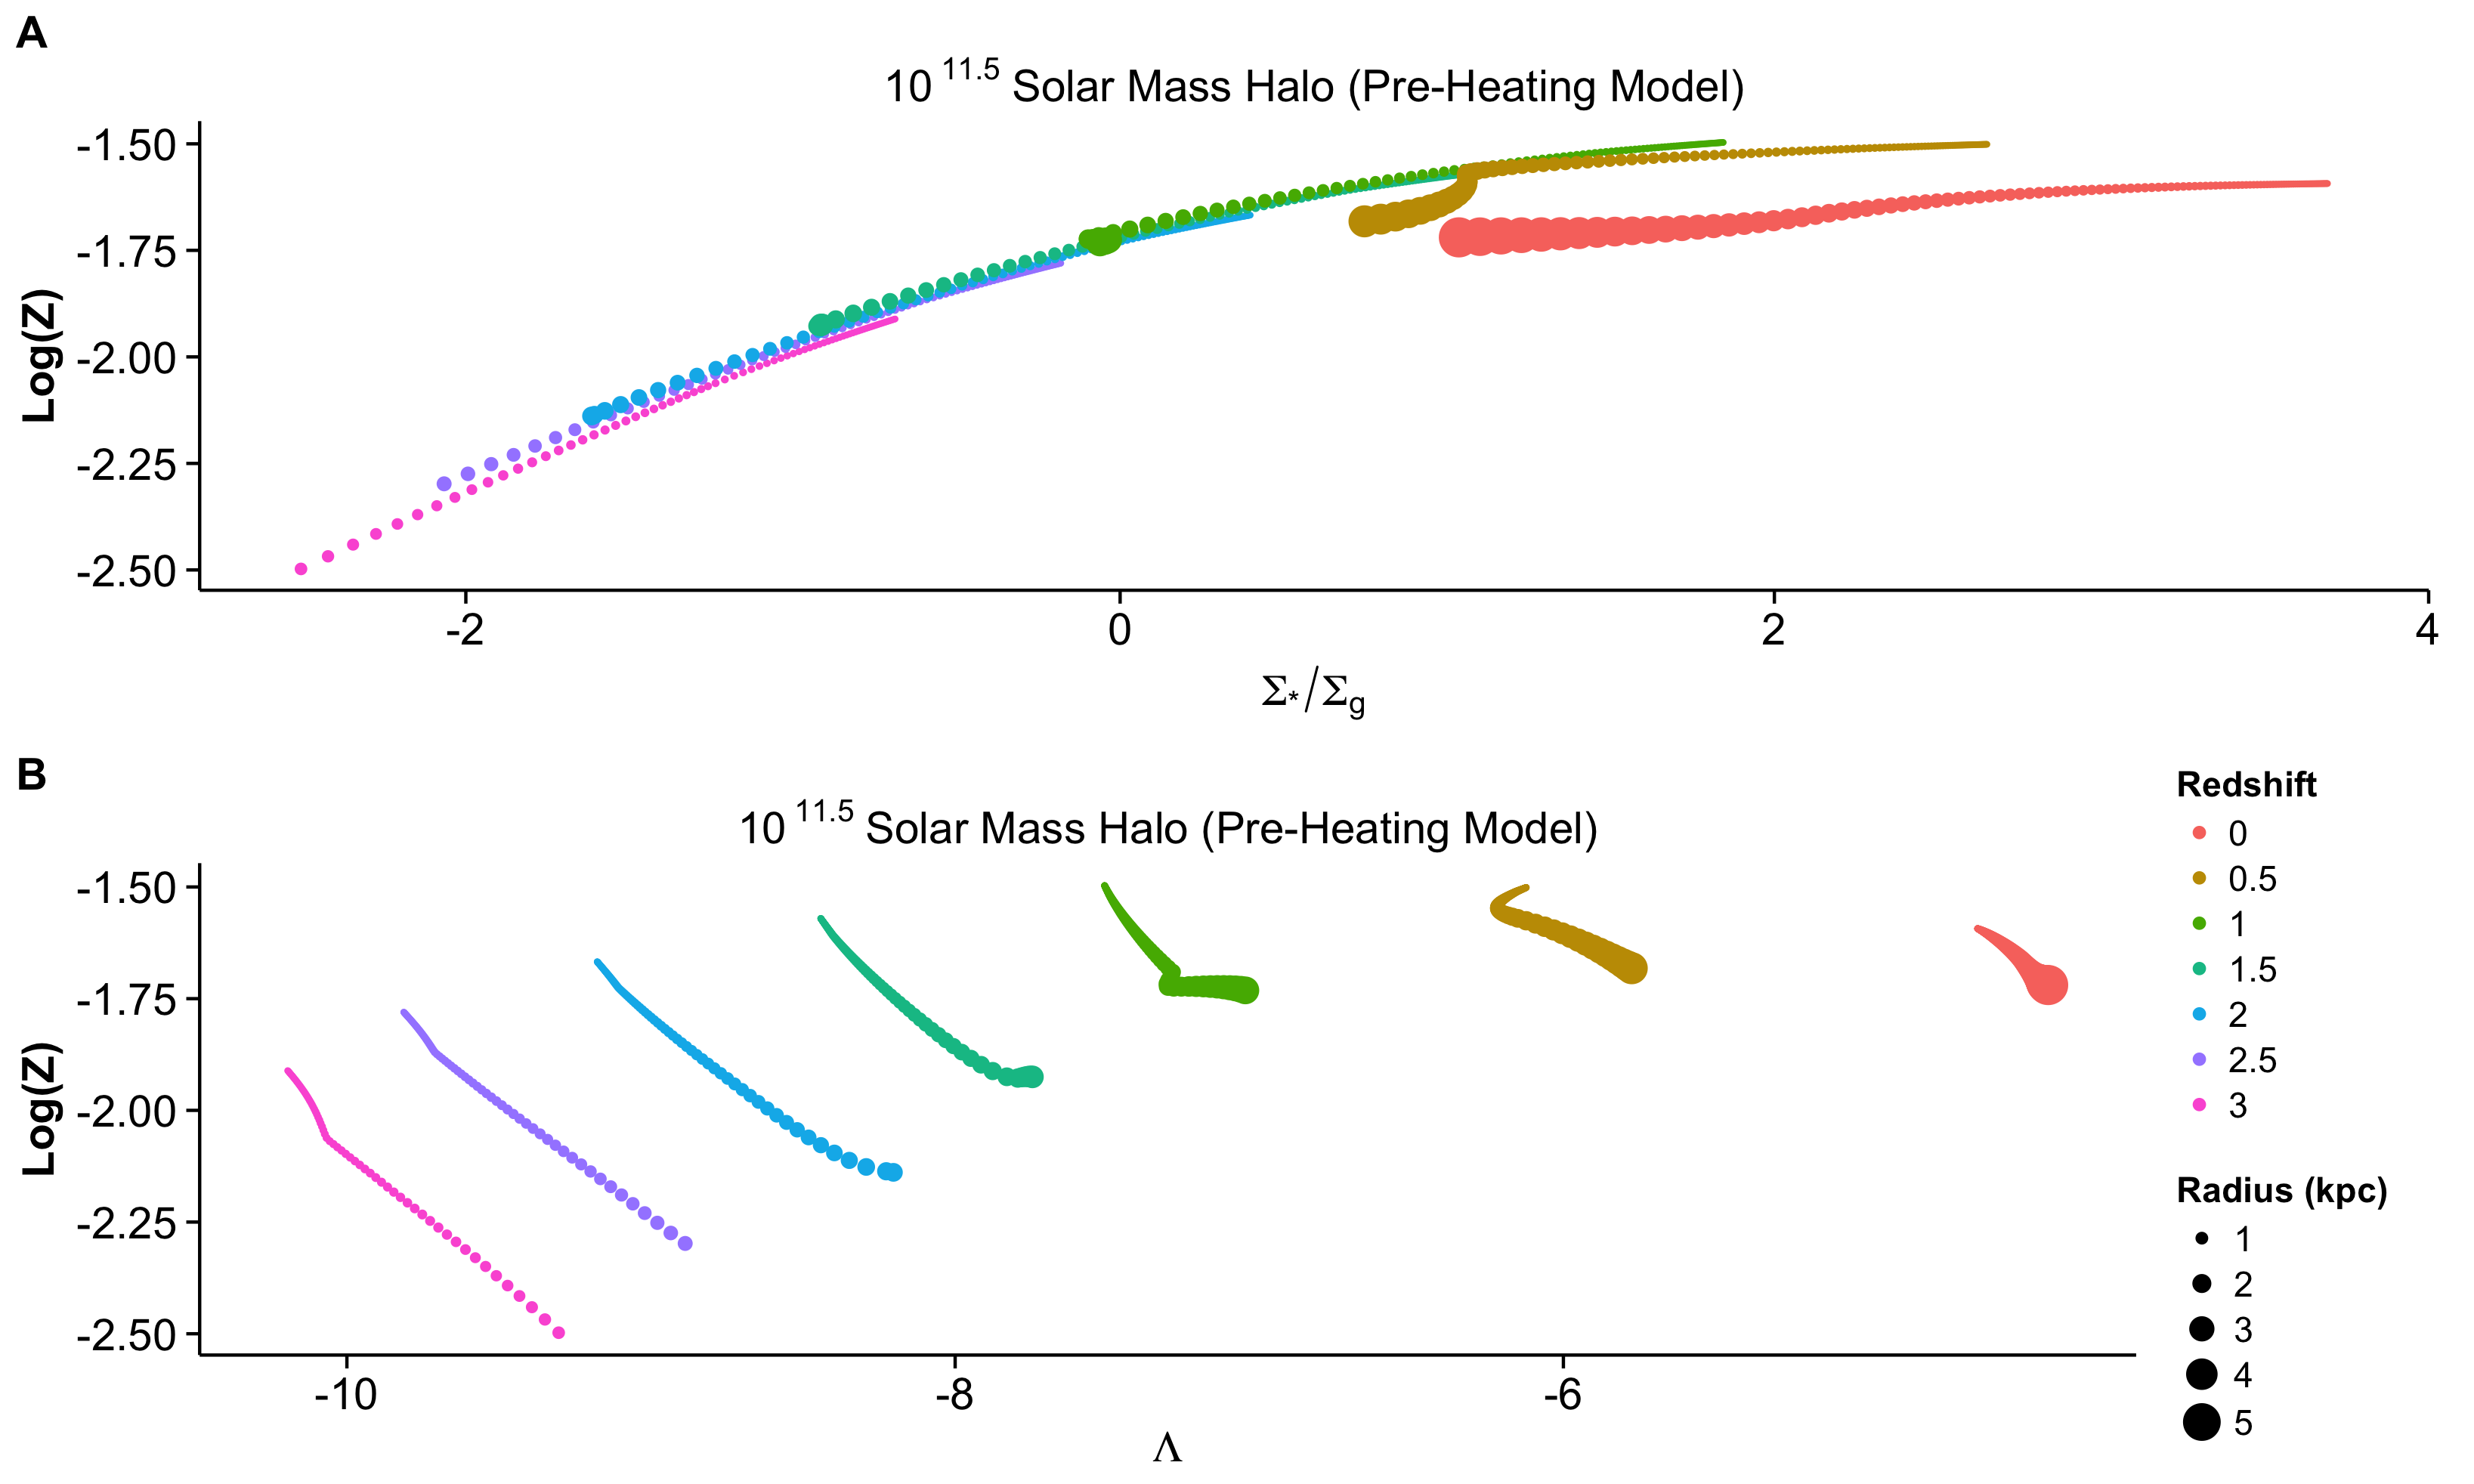 A
10 11.5 Solar Mass Halo (Pre-Heating Model)
-1.50
-1.75
-2.00
-2.25
-2.50
Log(Z)
-2 0 2 4
Σ*/Σg
B
10 11.5 Solar Mass Halo (Pre-Heating Model)
-1.50
-1.75
-2.00
-2.25
-2.50
Log(Z)
-10 -8 -6
Λ
Redshift
0
0.5
1
1.5
2
2.5
3
Radius (kpc)
1
2
3
4
5